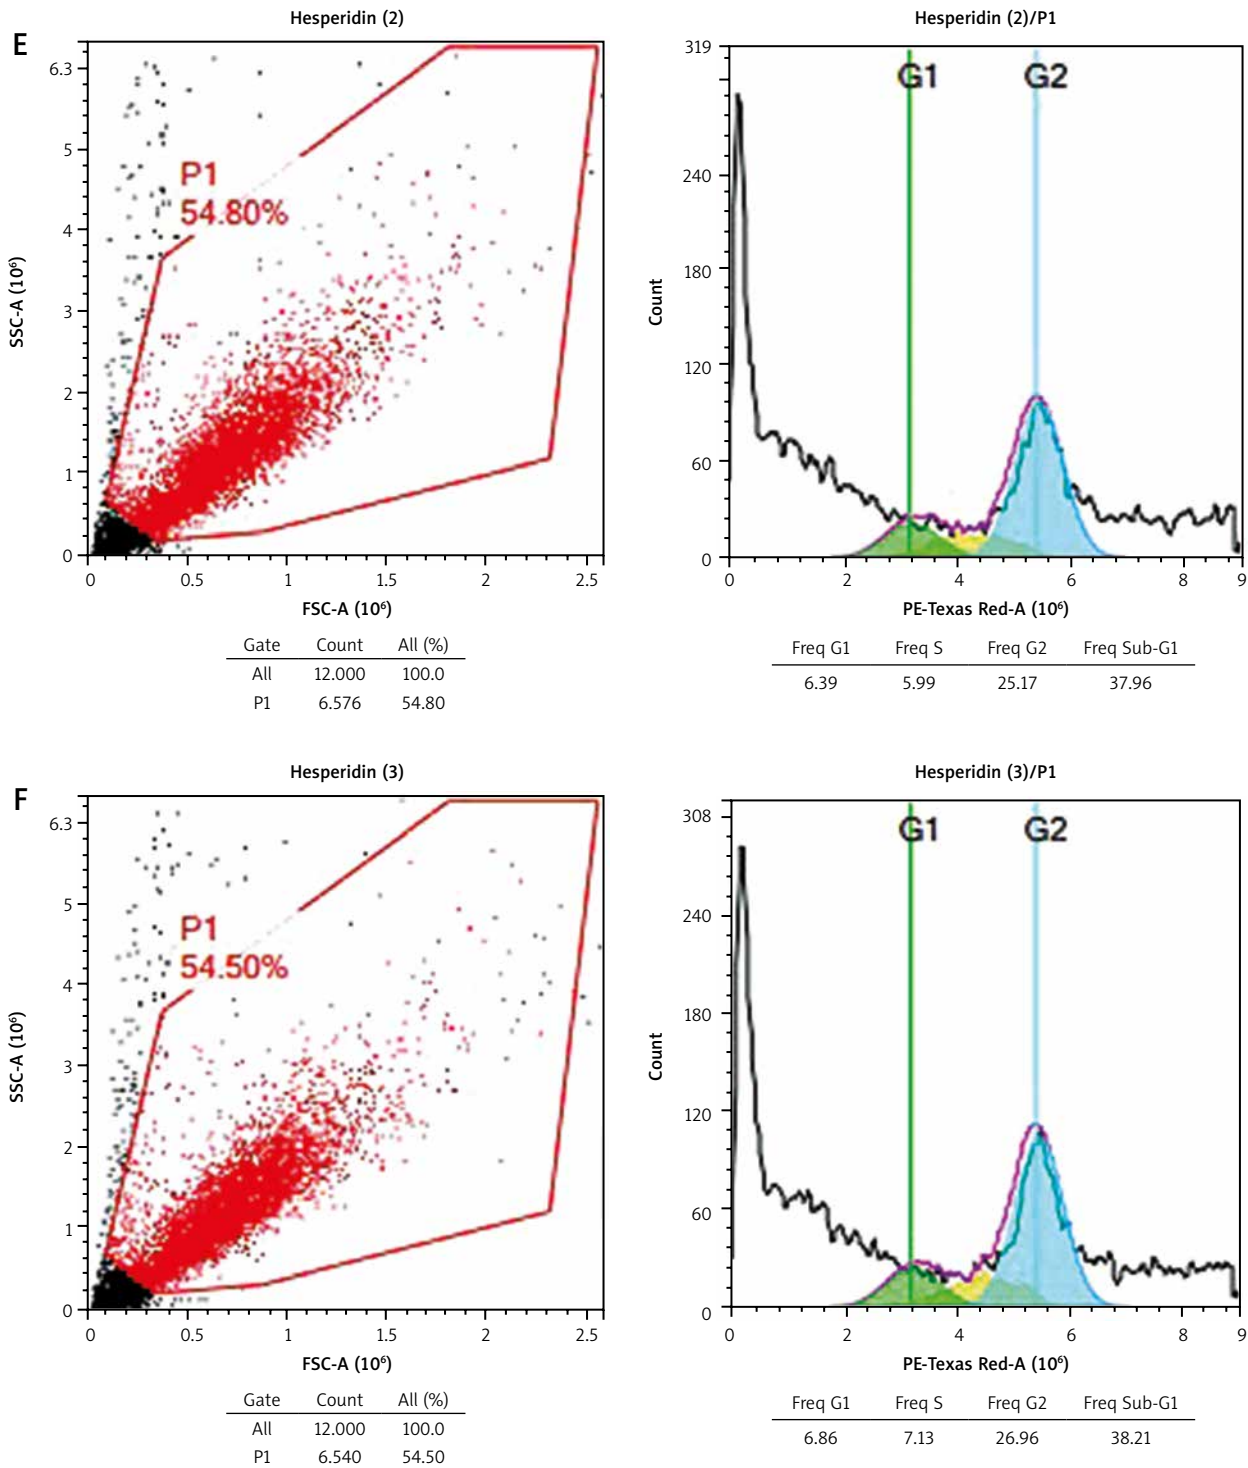 E
Hesperidin (2)
SSC-A (10⁶)
6.3
5
4
3
2
1
0
P1
54.80%
0 0.5 1 1.5 2 2.5
FSC-A (10⁶)
Gate Count All (%)
All 12.000 100.0
P1 6.576 54.80
Hesperidin (2)/P1
Count
319
240
180
120
60
0
G1 G2
0 2 4 6 8 9
PE-Texas Red-A (10⁶)
Freq G1 Freq S Freq G2 Freq Sub-G1
6.39 5.99 25.17 37.96
F
Hesperidin (3)
SSC-A (10⁶)
6.3
5
4
3
2
1
0
P1
54.50%
0 0.5 1 1.5 2 2.5
FSC-A (10⁶)
Gate Count All (%)
All 12.000 100.0
P1 6.540 54.50
Hesperidin (3)/P1
Count
308
240
180
120
60
0
G1 G2
0 2 4 6 8 9
PE-Texas Red-A (10⁶)
Freq G1 Freq S Freq G2 Freq Sub-G1
6.86 7.13 26.96 38.21